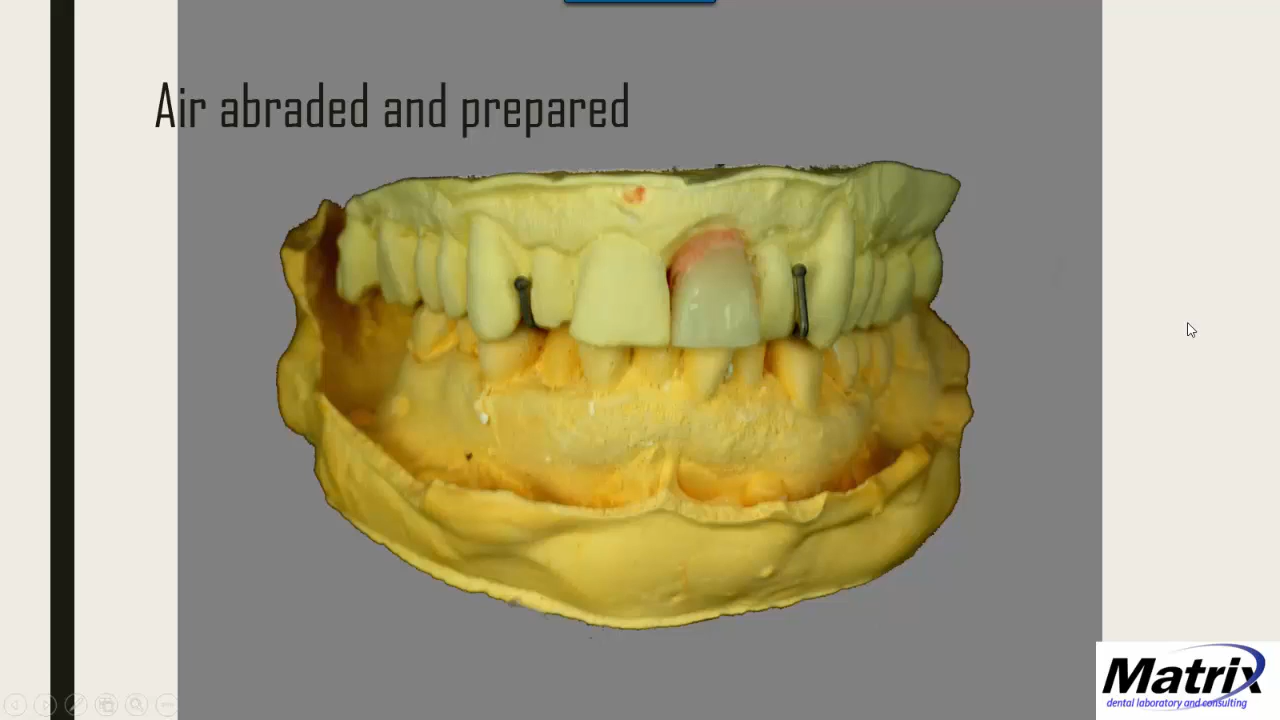 Air abraded and prepared
Matrix
dental laboratory and consulting